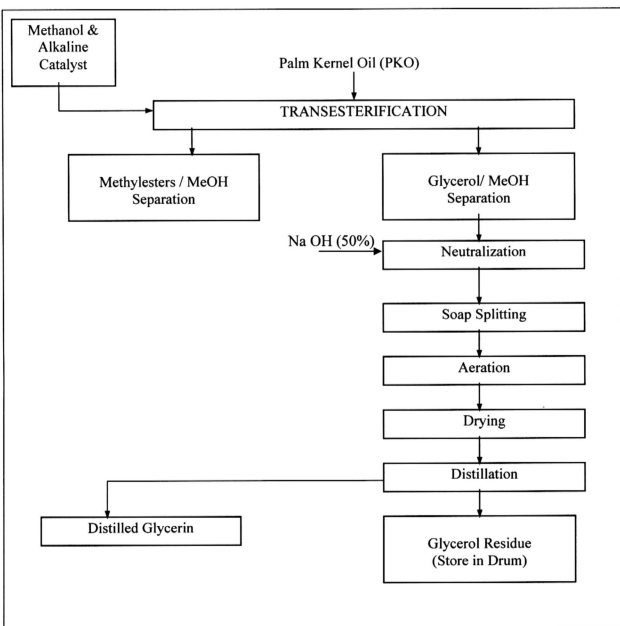 Methanol &
Alkaline
Catalyst
Palm Kernel Oil (PKO)
TRANSESTERIFICATION
Methylesters / MeOH
Separation
Glycerol/ MeOH
Separation
Na OH (50%)
Neutralization
Soap Splitting
Aeration
Drying
Distillation
Distilled Glycerin
Glycerol Residue
(Store in Drum)